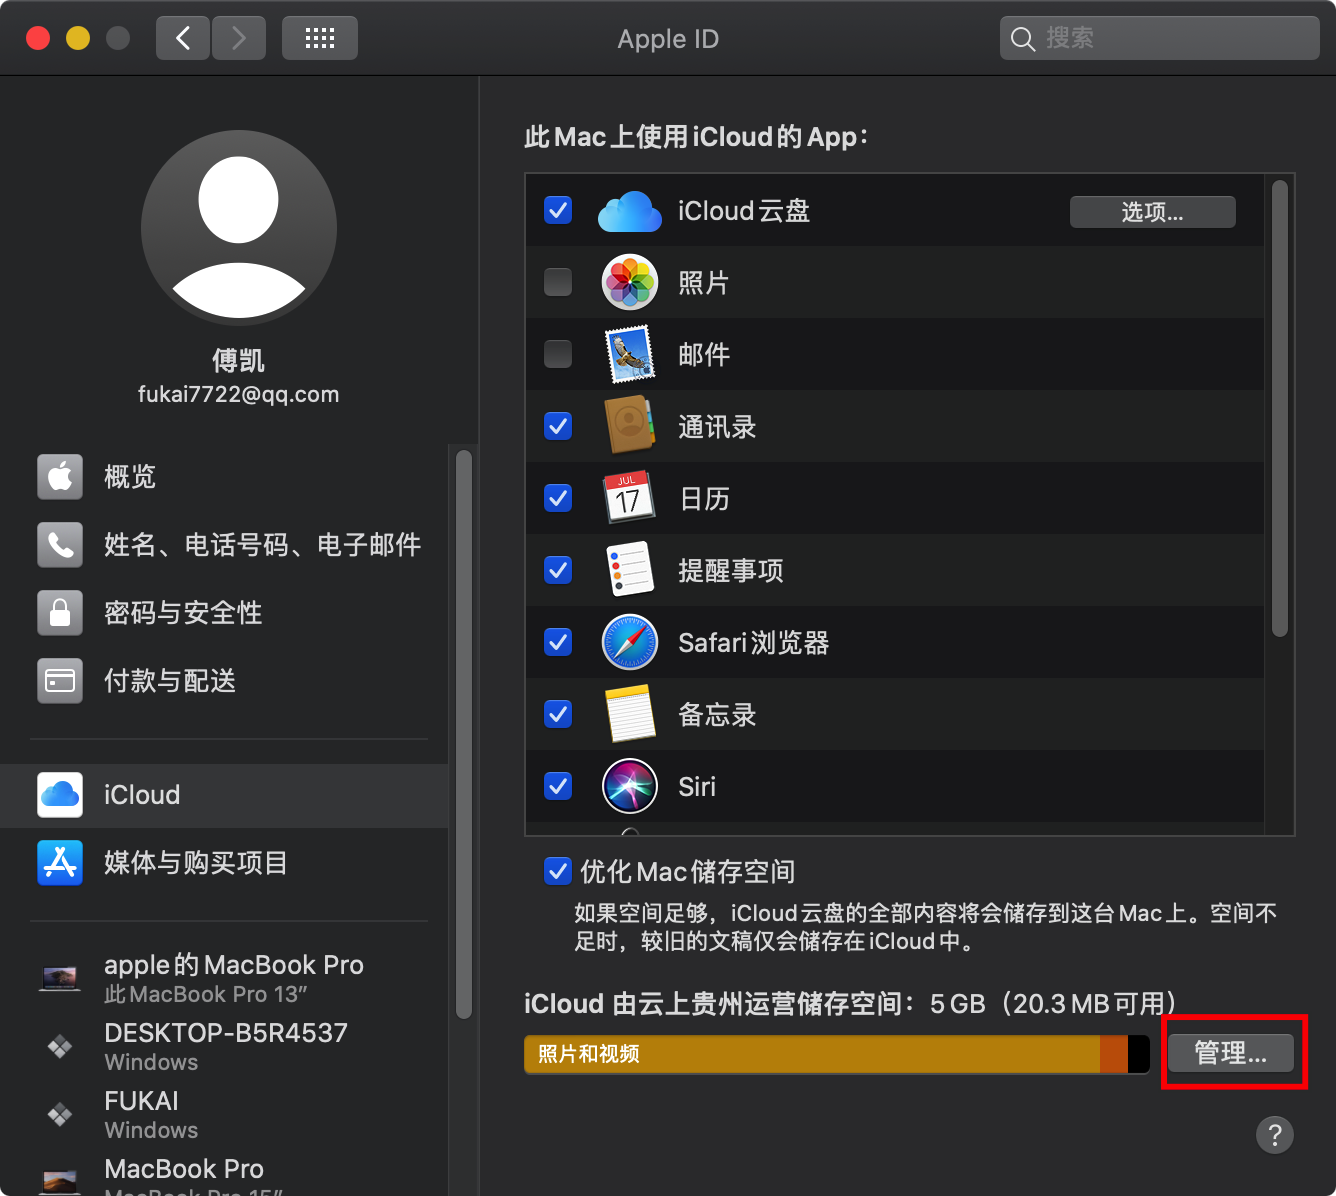 Apple ID
搜索
傅凯
fukai7722@qq.com
概览
姓名、电话号码、电子邮件
密码与安全性
付款与配送
iCloud
媒体与购买项目
apple的MacBook Pro
此MacBook Pro 13”
DESKTOP-B5R4537
Windows
FUKAI
Windows
MacBook Pro
MacBook Pro 15”
此Mac上使用iCloud的App：
iCloud云盘
选项...
照片
邮件
通讯录
JUL
17
日历
提醒事项
Safari浏览器
备忘录
Siri
优化Mac储存空间
如果空间足够，iCloud云盘的全部内容将会储存到这台Mac上。空间不
足时，较旧的文稿仅会储存在iCloud中。
iCloud 由云上贵州运营储存空间：5 GB（20.3 MB可用）
照片和视频
管理...
?